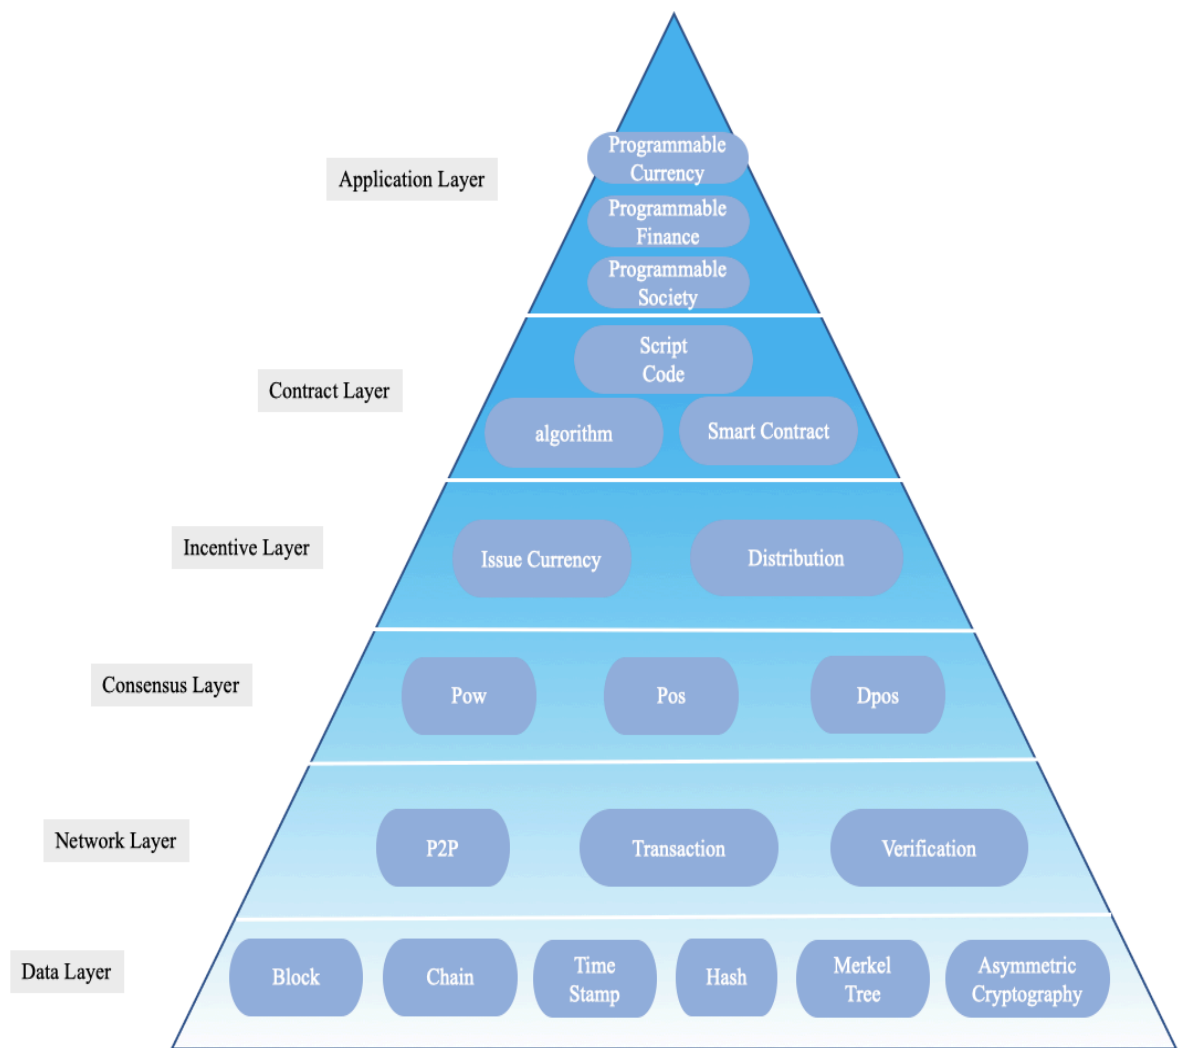 Programmable
Currency
Application Layer
Programmable
Finance
Programmable
Society
Script
Code
Contract Layer
algorithm
Smart Contract
Incentive Layer
Issue Currency
Distribution
Consensus Layer
Pow
Pos
Dpos
Network Layer
P2P
Transaction
Verification
Data Layer
Block
Chain
Time
Stamp
Hash
Merkel
Tree
Asymmetric
Cryptography